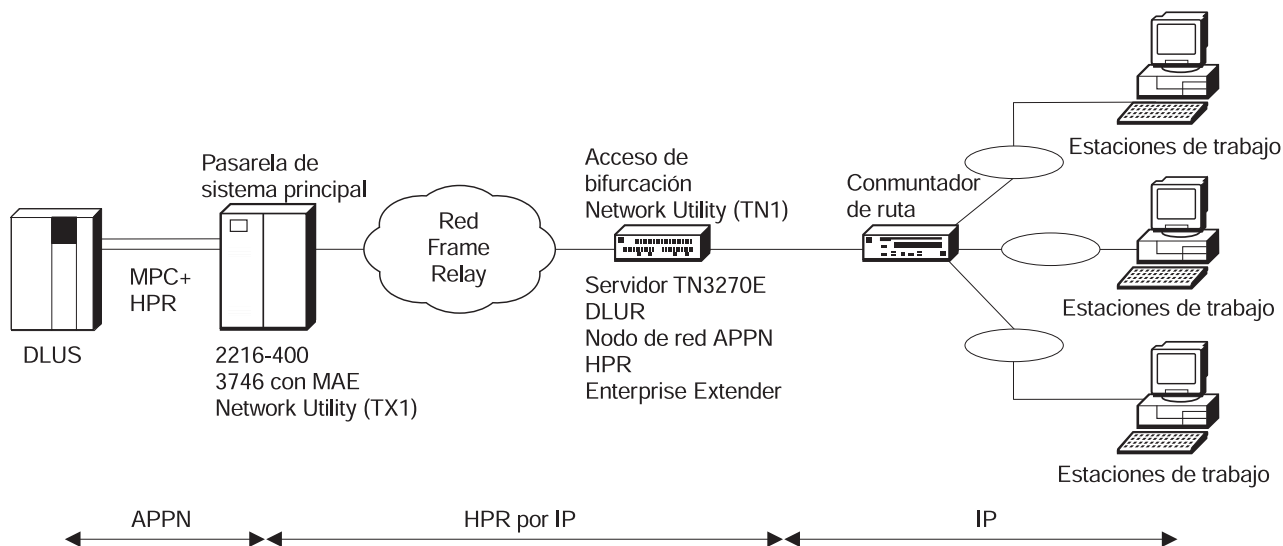 Pasarela de
sistema principal
MPC+
HPR
DLUS
2216-400
3746 con MAE
Network Utility (TX1)
Red
Frame
Relay
Acceso de
bifurcación
Network Utility (TN1)
Servidor TN3270E
DLUR
Nodo de red APPN
HPR
Enterprise Extender
Conmuntador
de ruta
Estaciones de trabajo
Estaciones de trabajo
Estaciones de trabajo
APPN
HPR por IP
IP